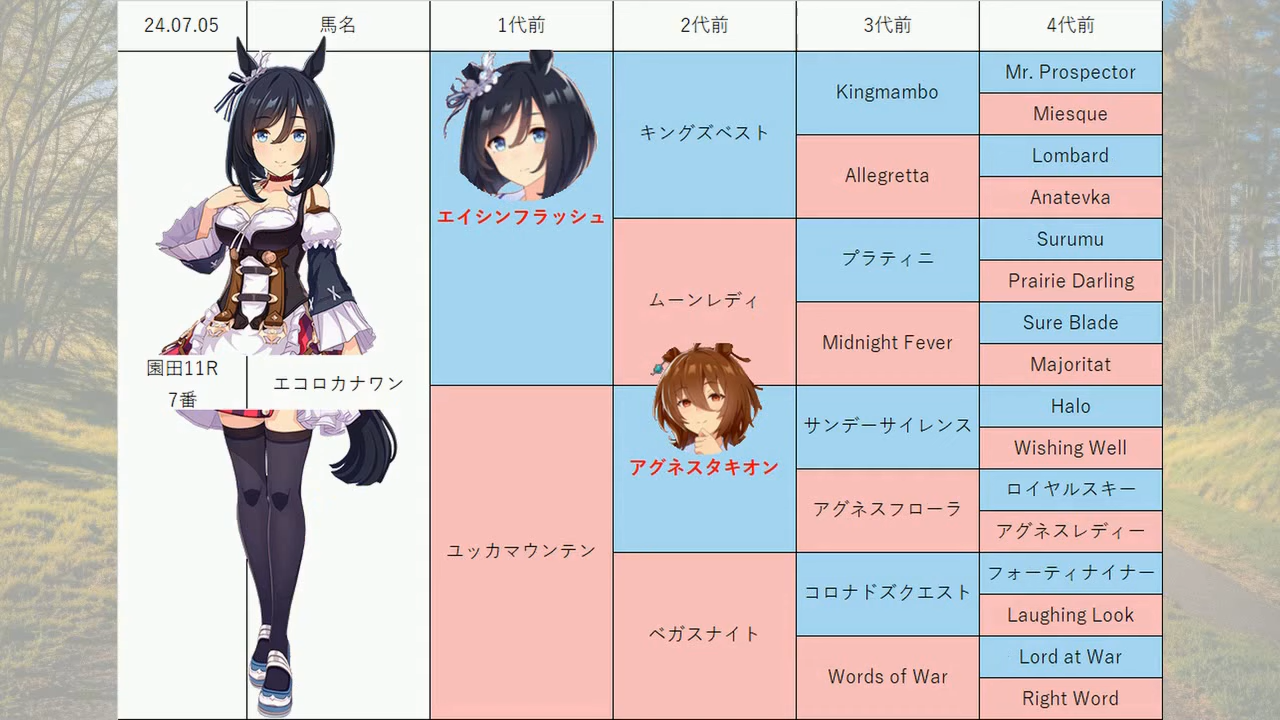 24.07.05
馬名
1代前
2代前
3代前
4代前
園田11R
7番
エコロカナワン
エイシンフラッシュ
ユッカマウンテン
キングズベスト
ムーンレディ
アグネスタキオン
ベガスナイト
Kingmambo
Allegretta
プラティニ
Midnight Fever
サンデーサイレンス
アグネスフローラ
コロナドズクエスト
Words of War
Mr. Prospector
Miesque
Lombard
Anatevka
Surumu
Prairie Darling
Sure Blade
Majoritat
Halo
Wishing Well
ロイヤルスキー
アグネスレディー
フォーティナイナー
Laughing Look
Lord at War
Right Word